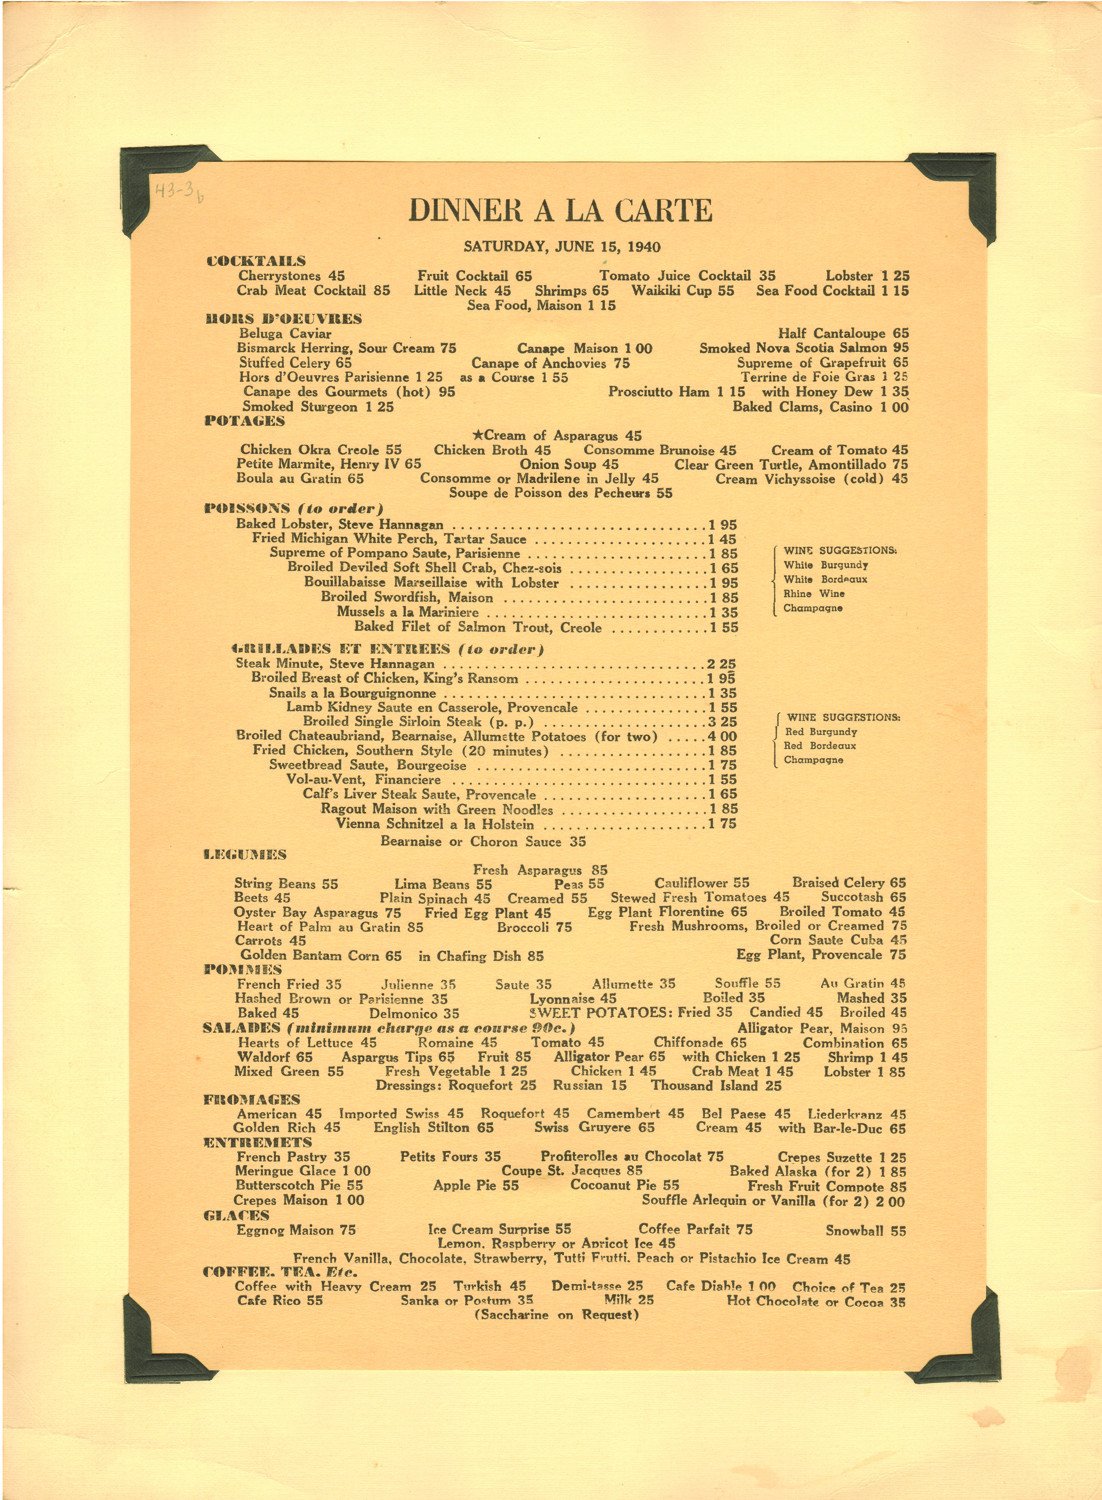 43-3b
DINNER A LA CARTE
SATURDAY, JUNE 15, 1940
COCKTAILS
Cherrystones 45 Fruit Cocktail 65 Tomato Juice Cocktail 35 Lobster 1 25
Crab Meat Cocktail 85 Little Neck 45 Shrimps 65 Waikiki Cup 55 Sea Food Cocktail 1 15
Sea Food, Maison 1 15
HORS D'OEUVRES
Beluga Caviar Half Cantaloupe 65
Bismarck Herring, Sour Cream 75 Canape Maison 1 00 Smoked Nova Scotia Salmon 95
Stuffed Celery 65 Canape of Anchovies 75 Supreme of Grapefruit 65
Hors d'Oeuvres Parisienne 1 25 as a Course 1 55 Terrine de Foie Gras 1 25
Canape des Gourmets (hot) 95 Prosciutto Ham 1 15 with Honey Dew 1 35
Smoked Sturgeon 1 25 Baked Clams, Casino 1 00
POTAGES
★Cream of Asparagus 45
Chicken Okra Creole 55 Chicken Broth 45 Consomme Brunoise 45 Cream of Tomato 45
Petite Marmite, Henry IV 65 Onion Soup 45 Clear Green Turtle, Amontillado 75
Boula au Gratin 65 Consomme or Madrilene in Jelly 45 Cream Vichyssoise (cold) 45
Soupe de Poisson des Pecheurs 55
POISSONS (to order)
Baked Lobster, Steve Hannagan 1 95
Fried Michigan White Perch, Tartar Sauce 1 45
Supreme of Pompano Saute, Parisienne 1 85
Broiled Deviled Soft Shell Crab, Chez-sois 1 65
Bouillabaisse Marseillaise with Lobster 1 95
Broiled Swordfish, Maison 1 85
Mussels a la Mariniere 1 35
Baked Filet of Salmon Trout, Creole 1 55
WINE SUGGESTIONS:
White Burgundy
White Bordeaux
Rhine Wine
Champagne
GRILLADES ET ENTREES (to order)
Steak Minute, Steve Hannagan 2 25
Broiled Breast of Chicken, King's Ransom 1 95
Snails a la Bourguignonne 1 35
Lamb Kidney Saute en Casserole, Provencale 1 55
Broiled Single Sirloin Steak (p. p.) 3 25
Broiled Chateaubriand, Bearnaise, Allumette Potatoes (for two) 4 00
Fried Chicken, Southern Style (20 minutes) 1 85
Sweetbread Saute, Bourgeoise 1 75
Vol-au-Vent, Financiere 1 55
Calf's Liver Steak Saute, Provencale 1 65
Ragout Maison with Green Noodles 1 85
Vienna Schnitzel a la Holstein 1 75
Bearnaise or Choron Sauce 35
WINE SUGGESTIONS:
Red Burgundy
Red Bordeaux
Champagne
LEGUMES
Fresh Asparagus 85
String Beans 55 Lima Beans 55 Peas 55 Cauliflower 55 Braised Celery 65
Beets 45 Plain Spinach 45 Creamed 55 Stewed Fresh Tomatoes 45 Succotash 65
Oyster Bay Asparagus 75 Fried Egg Plant 45 Egg Plant Florentine 65 Broiled Tomato 45
Heart of Palm au Gratin 85 Broccoli 75 Fresh Mushrooms, Broiled or Creamed 75
Carrots 45 Corn Saute Cuba 45
Golden Bantam Corn 65 in Chafing Dish 85 Egg Plant, Provencale 75
POMMES
French Fried 35 Julienne 35 Saute 35 Allumette 35 Souffle 55 Au Gratin 45
Hashed Brown or Parisienne 35 Lyonnaise 45 Boiled 35 Mashed 35
Baked 45 Delmonico 35 SWEET POTATOES: Fried 35 Candied 45 Broiled 45
SALADES (minimum charge as a course 90c.) Alligator Pear, Maison 95
Hearts of Lettuce 45 Romaine 45 Tomato 45 Chiffonade 65 Combination 65
Waldorf 65 Aspargus Tips 65 Fruit 85 Alligator Pear 65 with Chicken 1 25 Shrimp 1 45
Mixed Green 55 Fresh Vegetable 1 25 Chicken 1 45 Crab Meat 1 45 Lobster 1 85
Dressings: Roquefort 25 Russian 15 Thousand Island 25
FROMAGES
American 45 Imported Swiss 45 Roquefort 45 Camembert 45 Bel Paese 45 Liederkranz 45
Golden Rich 45 English Stilton 65 Swiss Gruyere 65 Cream 45 with Bar-le-Duc 65
ENTREMETS
French Pastry 35 Petits Fours 35 Profiterolles au Chocolat 75 Crepes Suzette 1 25
Meringue Glace 1 00 Coupe St. Jacques 85 Baked Alaska (for 2) 1 85
Butterscotch Pie 55 Apple Pie 55 Cocoanut Pie 55 Fresh Fruit Compote 85
Crepes Maison 1 00 Souffle Arlequin or Vanilla (for 2) 2 00
GLACES
Eggnog Maison 75 Ice Cream Surprise 55 Coffee Parfait 75 Snowball 55
Lemon, Raspberry or Apricot Ice 45
French Vanilla, Chocolate, Strawberry, Tutti Frutti, Peach or Pistachio Ice Cream 45
COFFEE, TEA, Etc.
Coffee with Heavy Cream 25 Turkish 45 Demi-tasse 25 Cafe Diable 1 00 Choice of Tea 25
Cafe Rico 55 Sanka or Postum 35 Milk 25 Hot Chocolate or Cocoa 35
(Saccharine on Request)